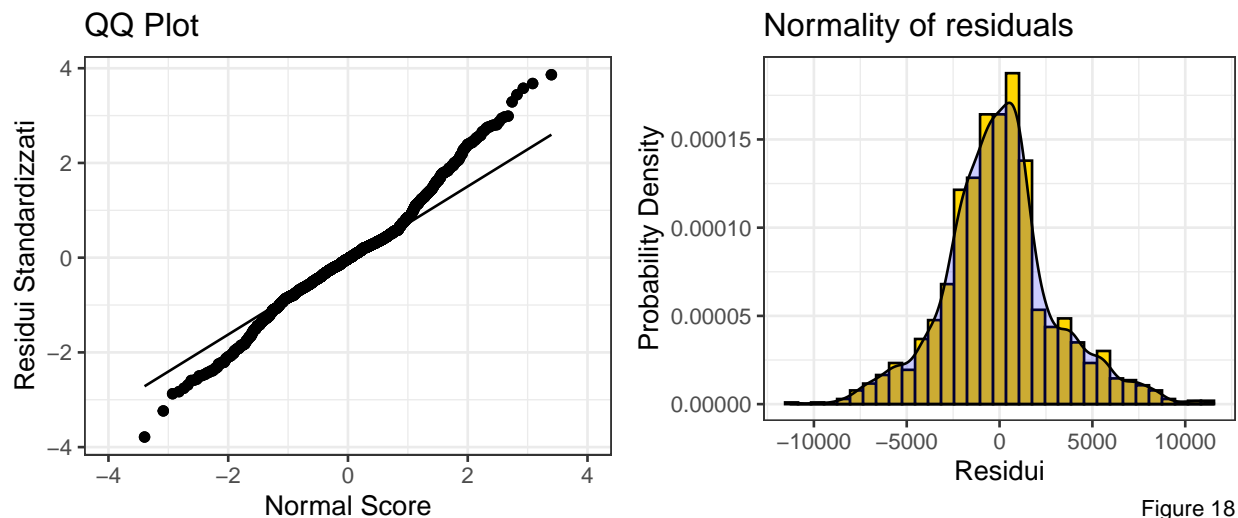 QQ Plot
4
2
0
−2
−4
−4
−2
0
2
4
Residui Standardizzati
Normal Score
Normality of residuals
0.00015
0.00010
0.00005
0.00000
−10000
−5000
0
5000
10000
Probability Density
Residui
Figure 18